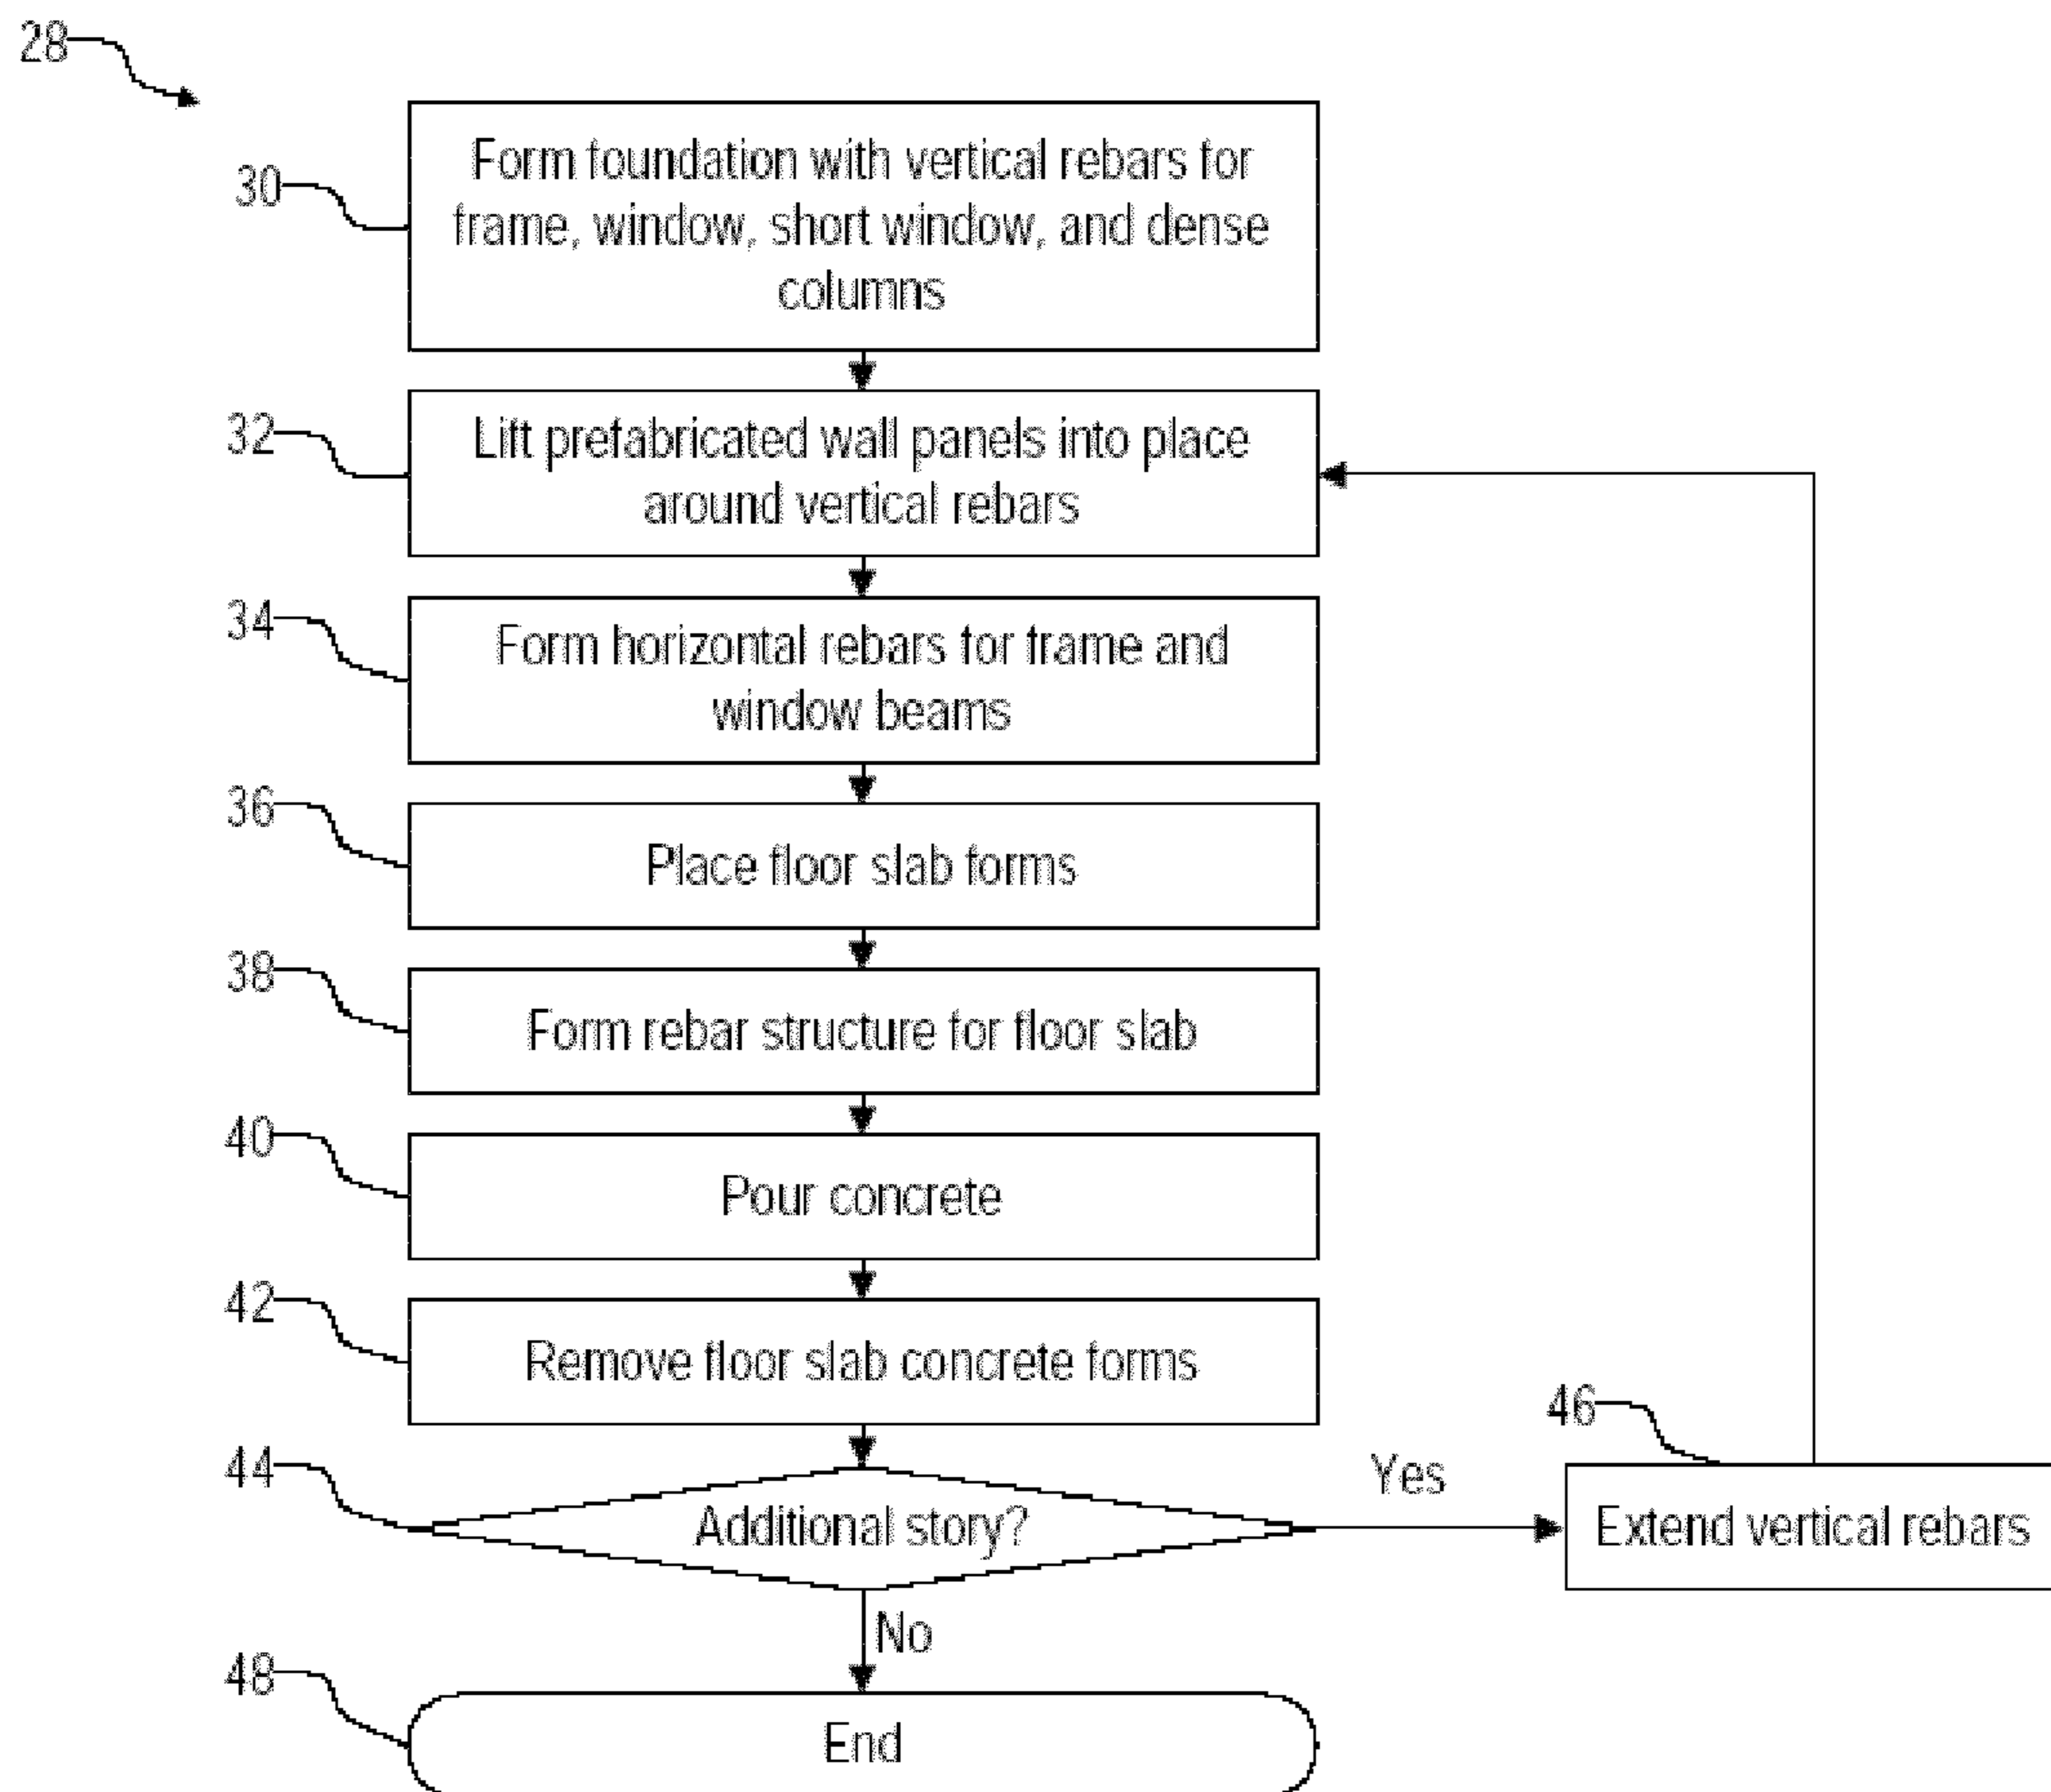 28
30
Form foundation with vertical rebars for
frame, window, short window, and dense
columns
32
Lift prefabricated wall panels into place
around vertical rebars
34
Form horizontal rebars for frame and
window beams
36
Place floor slab forms
38
Form rebar structure for floor slab
40
Pour concrete
42
Remove floor slab concrete forms
44
Additional story?
Yes
46
Extend vertical rebars
No
48
End